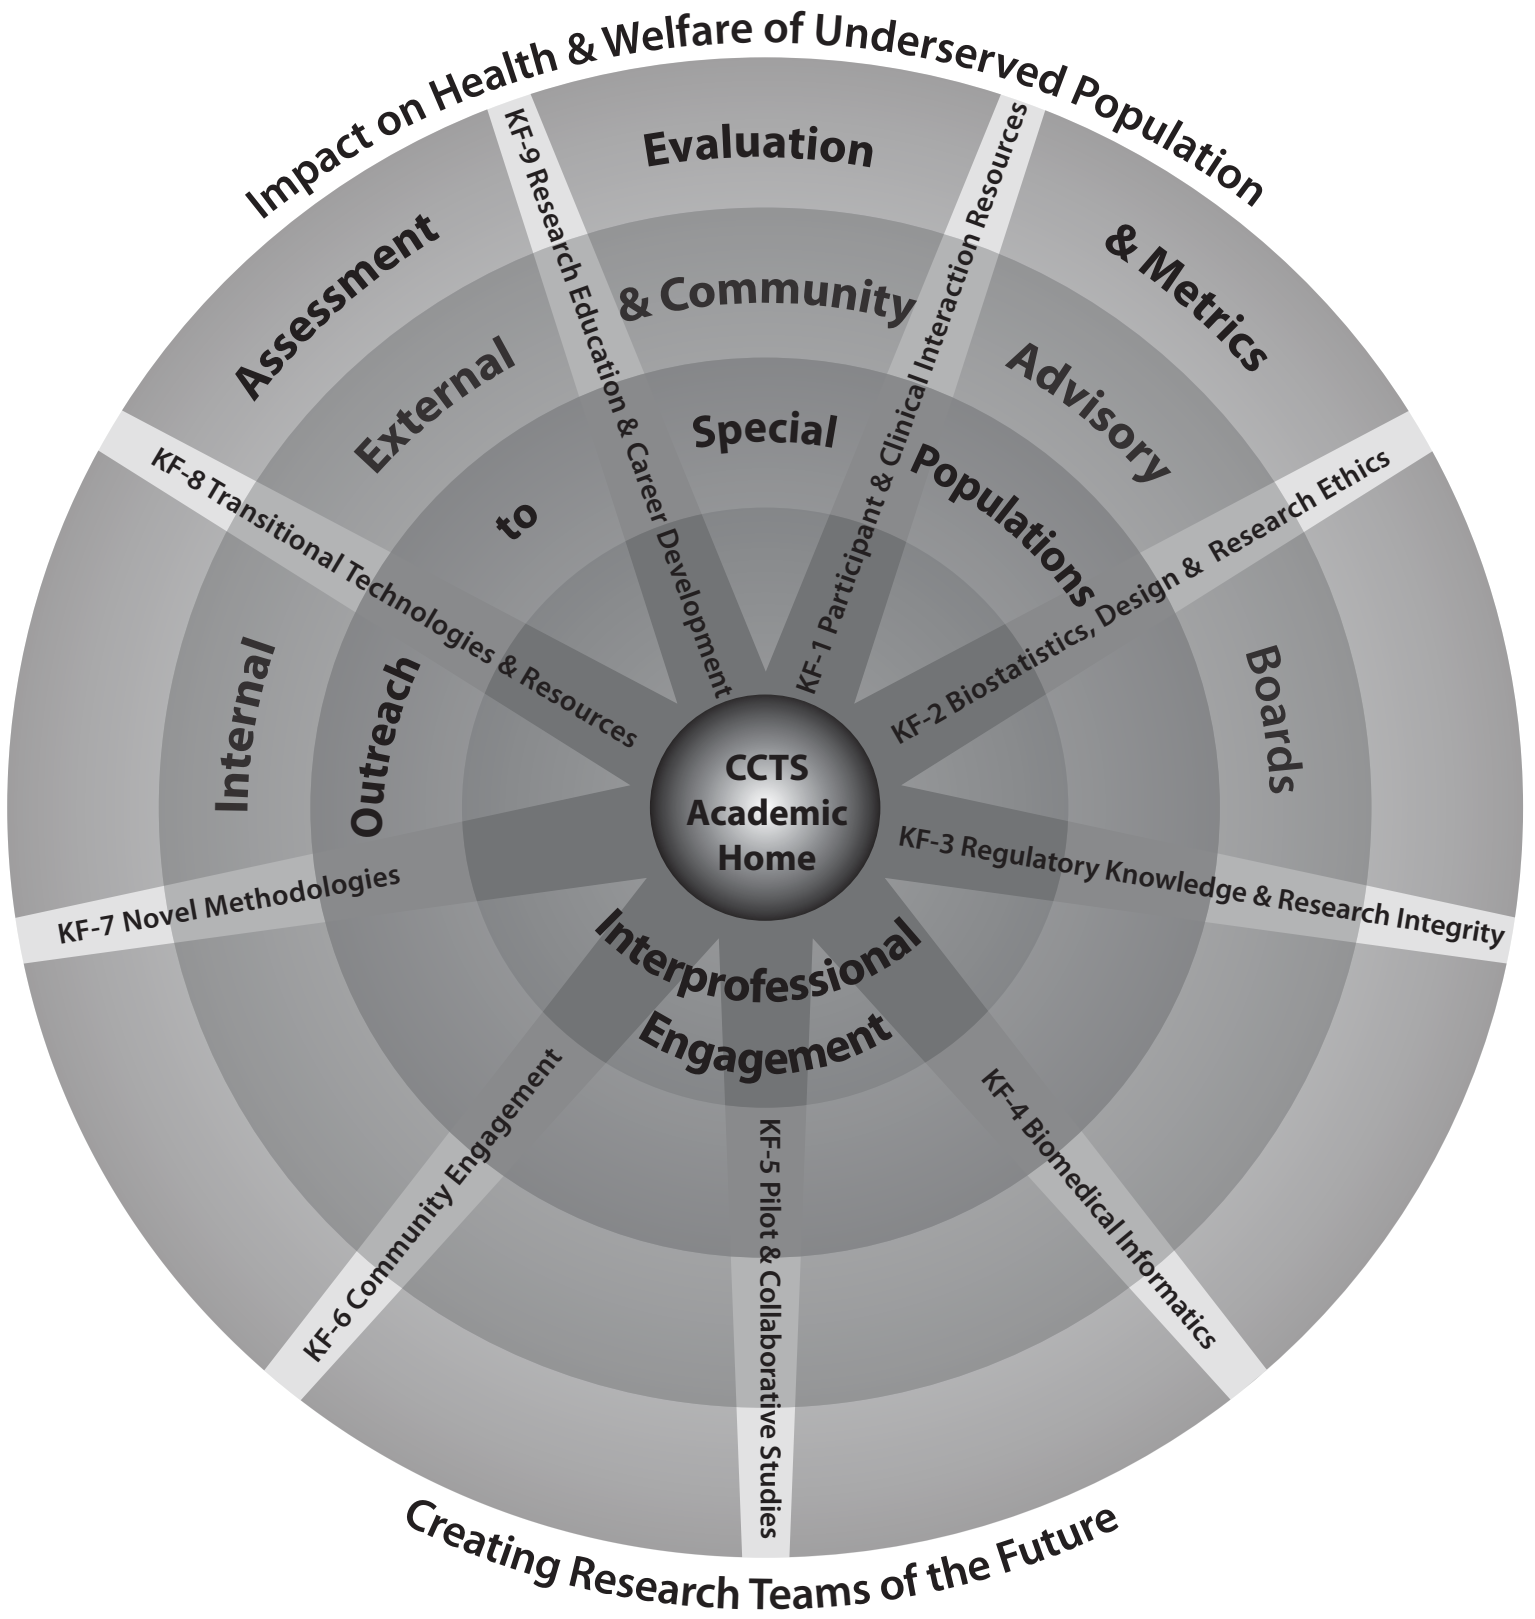 Impact on Health & Welfare of Underserved Population
Assessment Evaluation & Metrics
Internal External & Community Advisory Boards
Outreach to Special Populations
KF-1 Participant & Clinical Interaction Resources
KF-2 Biostatistics, Design & Research Ethics
KF-3 Regulatory Knowledge & Research Integrity
KF-4 Biomedical Informatics
KF-5 Pilot & Collaborative Studies
KF-6 Community Engagement
KF-7 Novel Methodologies
KF-8 Transitional Technologies & Resources
KF-9 Research Education & Career Development
CCTS
Academic
Home
Interprofessional
Engagement
Creating Research Teams of the Future